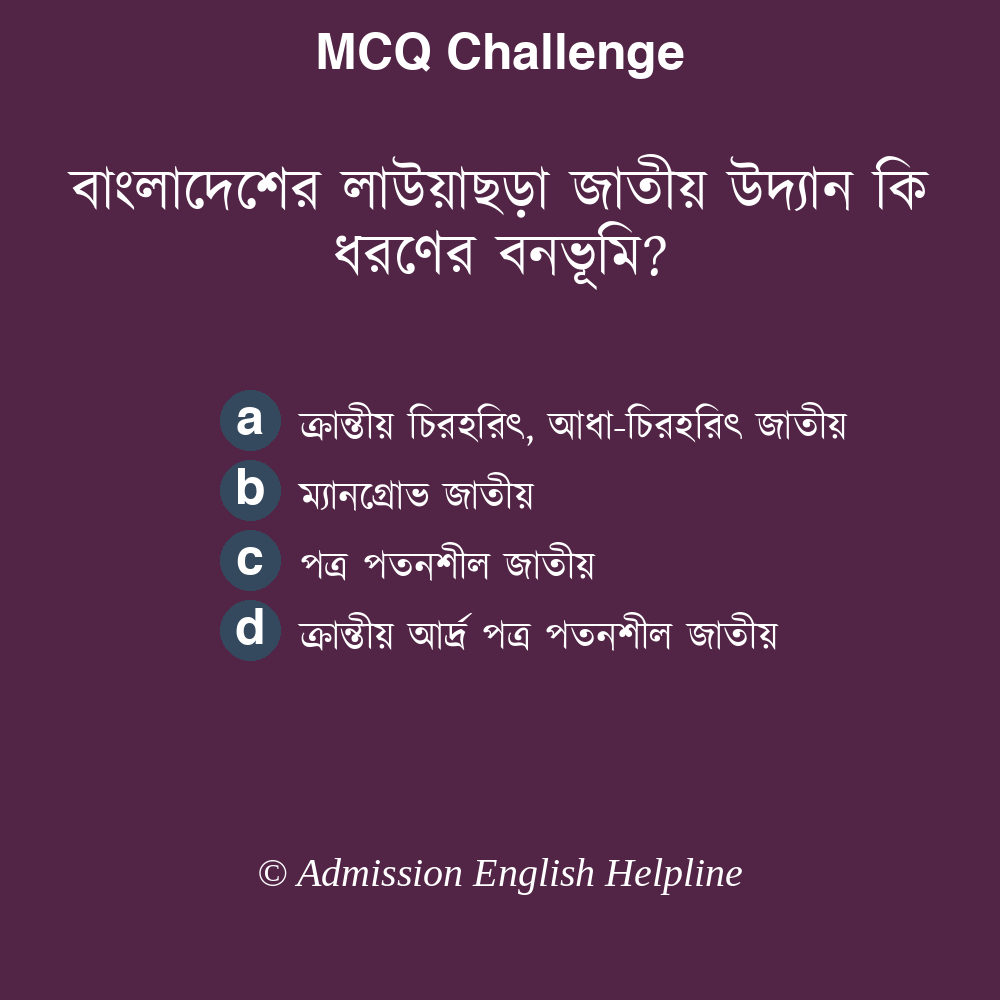 MCQ Challenge
বাংলাদেশের লাউয়াছড়া জাতীয় উদ্যান কি
ধরণের বনভূমি?
a ক্রান্তীয় চিরহরিৎ, আধা-চিরহরিৎ জাতীয়
b ম্যানগ্রোভ জাতীয়
c পত্র পতনশীল জাতীয়
d ক্রান্তীয় আর্দ্র পত্র পতনশীল জাতীয়
© Admission English Helpline